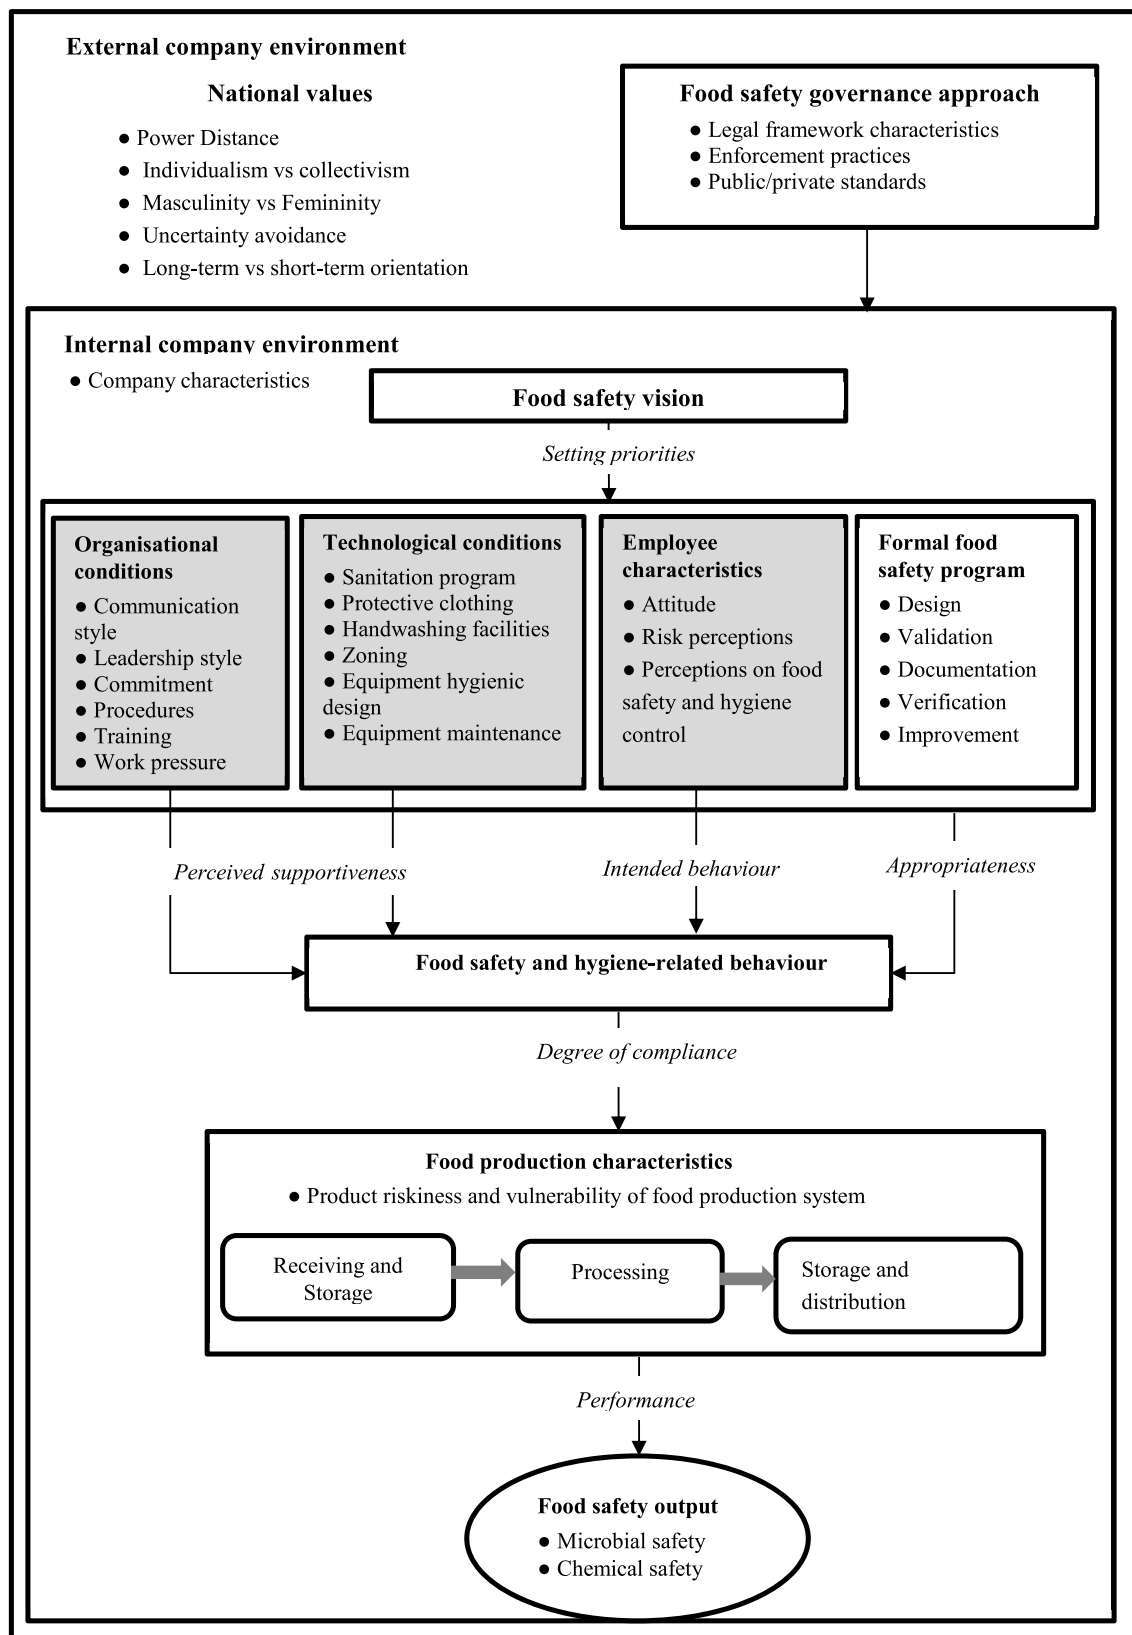 External company environment
National values
● Power Distance
● Individualism vs collectivism
● Masculinity vs Femininity
● Uncertainty avoidance
● Long-term vs short-term orientation
Food safety governance approach
● Legal framework characteristics
● Enforcement practices
● Public/private standards
Internal company environment
● Company characteristics
Food safety vision
Setting priorities
Organisational
conditions
● Communication
style
● Leadership style
● Commitment
● Procedures
● Training
● Work pressure
Technological conditions
● Sanitation program
● Protective clothing
● Handwashing facilities
● Zoning
● Equipment hygienic
design
● Equipment maintenance
Employee
characteristics
● Attitude
● Risk perceptions
● Perceptions on food
safety and hygiene
control
Formal food
safety program
● Design
● Validation
● Documentation
● Verification
● Improvement
Perceived supportiveness
Intended behaviour
Appropriateness
Food safety and hygiene-related behaviour
Degree of compliance
Food production characteristics
● Product riskiness and vulnerability of food production system
Receiving and
Storage
Processing
Storage and
distribution
Performance
Food safety output
● Microbial safety
● Chemical safety